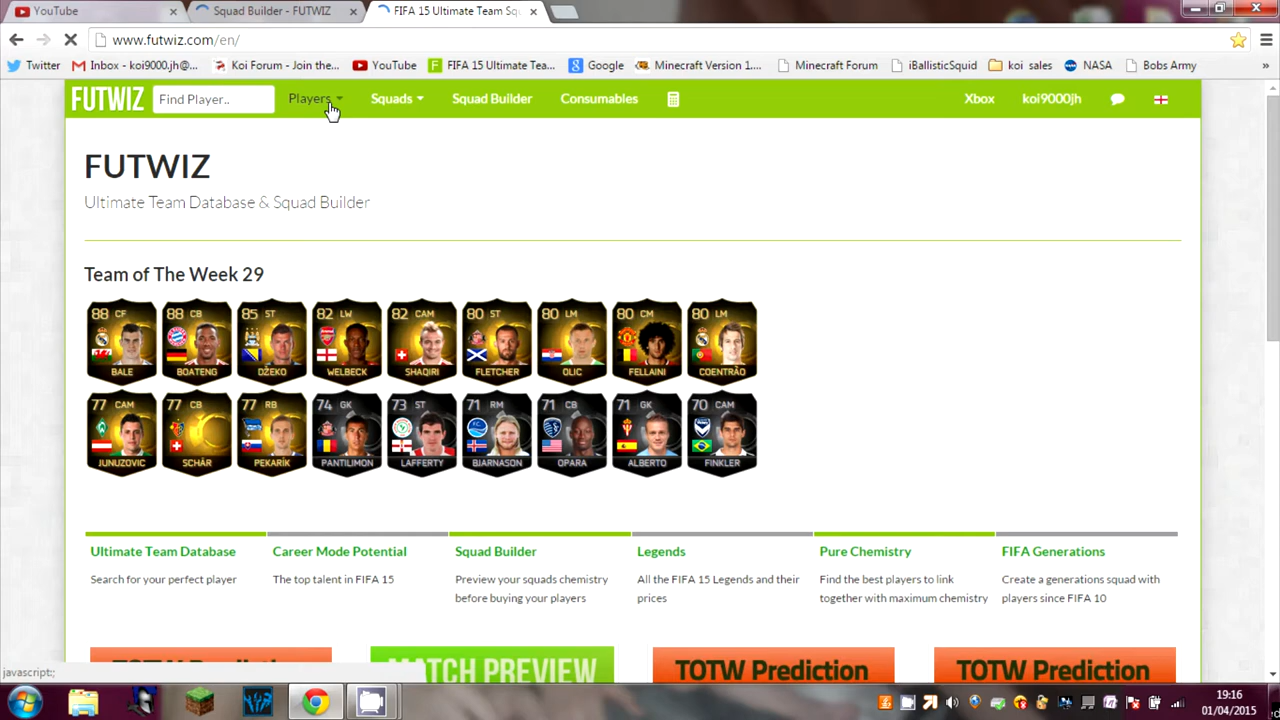 YouTube
Squad Builder - FUTWIZ
FIFA 15 Ultimate Team Sq
www.futwiz.com/en/
Twitter
Inbox - koi9000.jh@...
Koi Forum - Join the...
YouTube
FIFA 15 Ultimate Tea...
Google
Minecraft Version 1....
Minecraft Forum
iBallisticSquid
koi sales
NASA
Bobs Army
»
FUTWIZ
Find Player..
Players
Squads
Squad Builder
Consumables
Xbox
koi9000jh
FUTWIZ
Ultimate Team Database & Squad Builder
Team of The Week 29
88 CF
BALE
88 CB
BOATENG
85 ST
DŽEKO
82 LW
WELBECK
82 CAM
SHAQIRI
80 ST
FLETCHER
80 LM
OLIC
80 CM
FELLAINI
80 LM
COENTRÃO
77 CAM
JUNUZOVIC
77 CB
SCHÄR
77 RB
PEKARÍK
74 GK
PANTILIMON
73 ST
LAFFERTY
71 RM
BJARNASON
71 CB
OPARA
71 GK
ALBERTO
70 CAM
FINKLER
Ultimate Team Database
Search for your perfect player
Career Mode Potential
The top talent in FIFA 15
Squad Builder
Preview your squads chemistry
before buying your players
Legends
All the FIFA 15 Legends and their
prices
Pure Chemistry
Find the best players to link
together with maximum chemistry
FIFA Generations
Create a generations squad with
players since FIFA 10
MATCH PREVIEW
TOTW Prediction
TOTW Prediction
javascript:;
19:16
01/04/2015